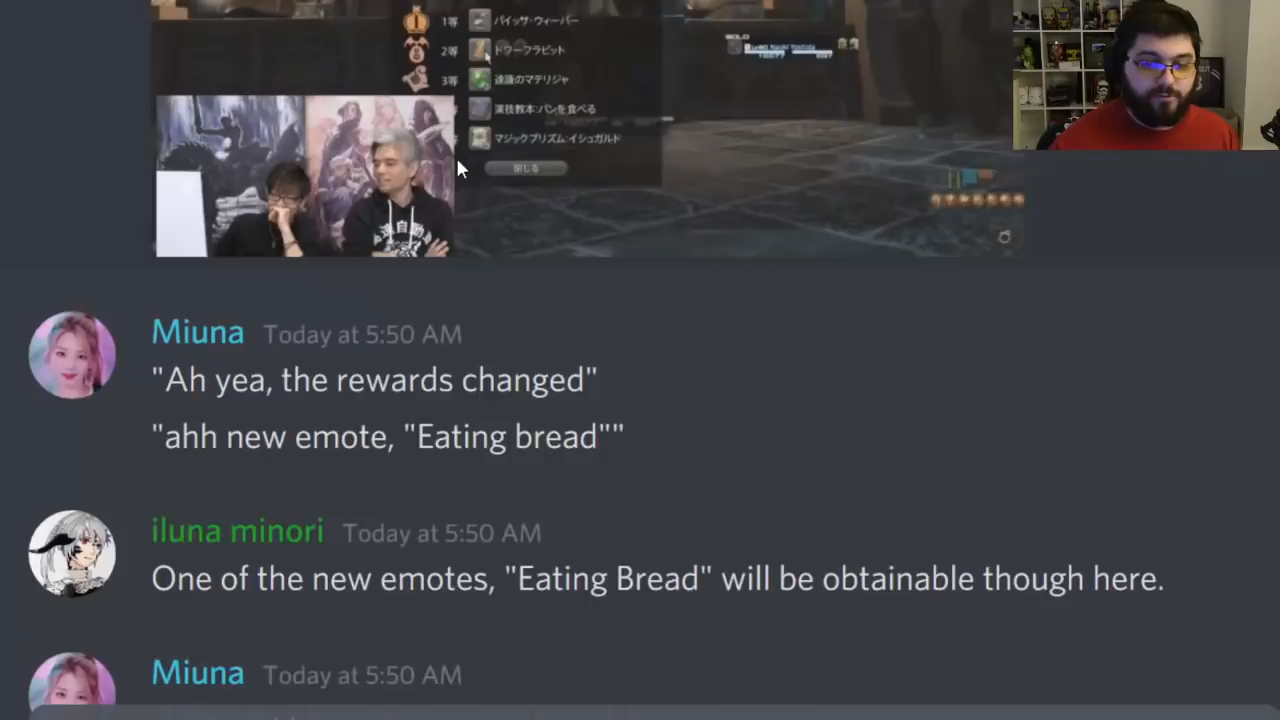 1等 パイッサ・ウィーバー
SOLO
Naoki Yoshida
2等 ドワーフラビット
3等 達識のマテリジャ
演技教本:パンを食べる
マジックプリズム:イシュガルド
閉じる
Miuna Today at 5:50 AM
"Ah yea, the rewards changed"
"ahh new emote, "Eating bread""
iluna minori Today at 5:50 AM
One of the new emotes, "Eating Bread" will be obtainable though here.
Miuna Today at 5:50 AM